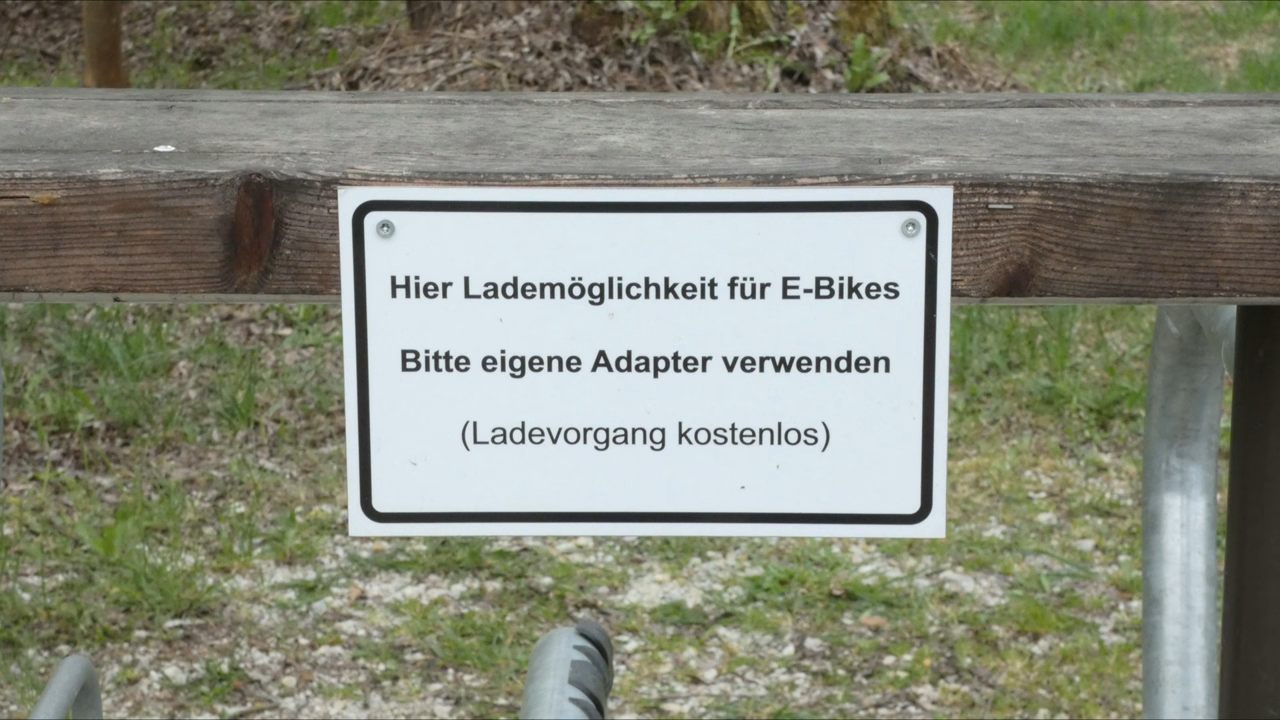 Hier Lademöglichkeit für E-Bikes
Bitte eigene Adapter verwenden
(Ladevorgang kostenlos)